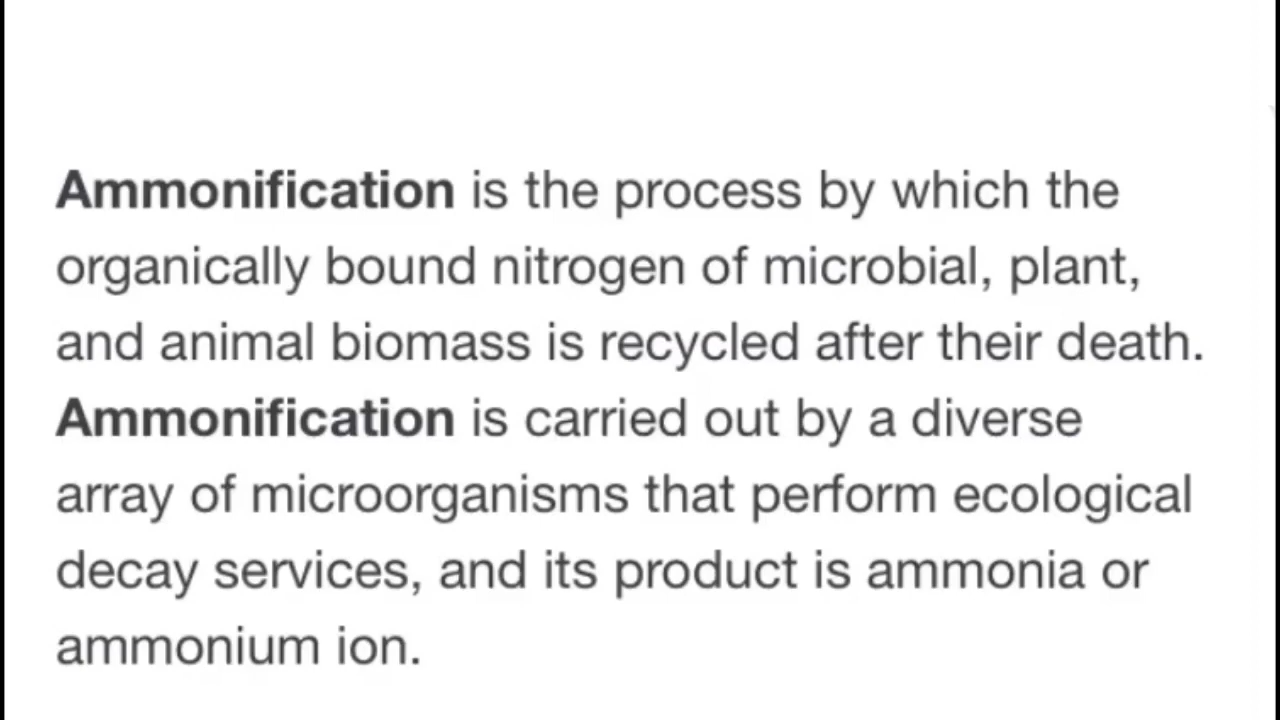 Ammonification is the process by which the
organically bound nitrogen of microbial, plant,
and animal biomass is recycled after their death.
Ammonification is carried out by a diverse
array of microorganisms that perform ecological
decay services, and its product is ammonia or
ammonium ion.